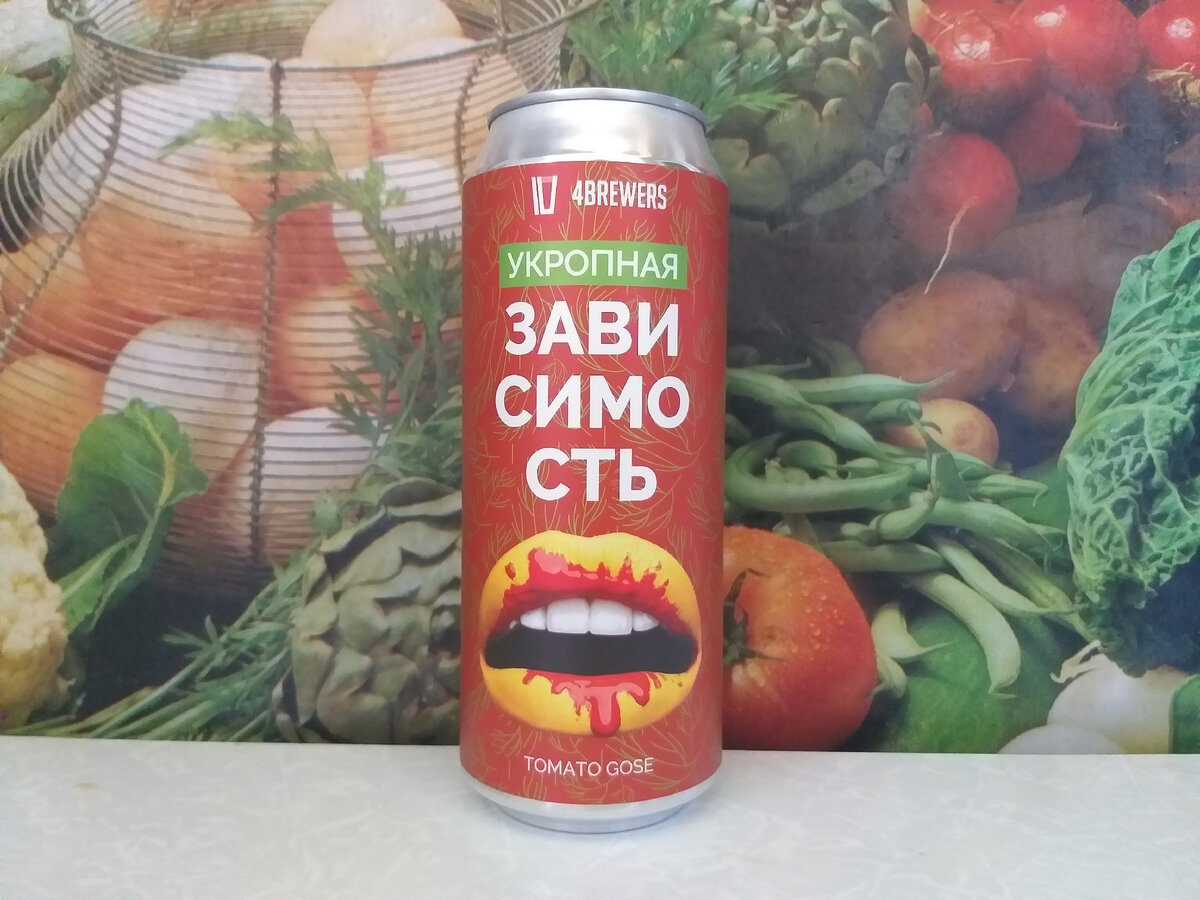 4BREWERS
УКРОПНАЯ
ЗАВИ
СИМО
СТЬ
TOMATO GOSE